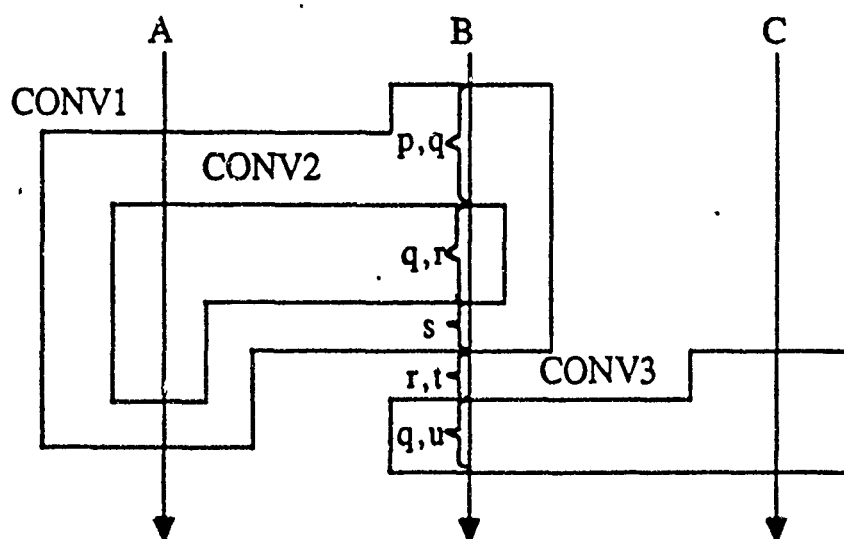 A B C
CONV1
p,q
CONV2
q,r
s
r,t
CONV3
q,u